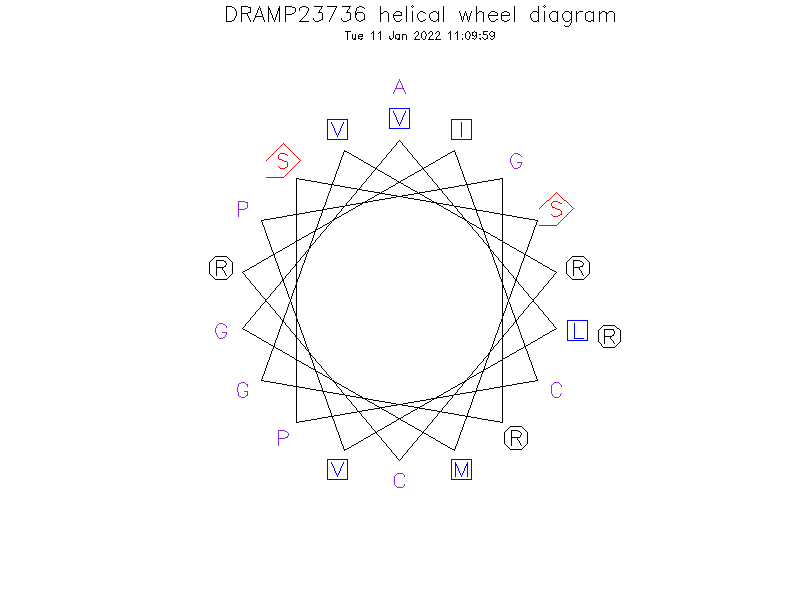 DRAMP23736 helical wheel diagram
Tue 11 Jan 2022 11:09:59
A
V V I
S G
P S
R R
G L R
G C
P R
V C M